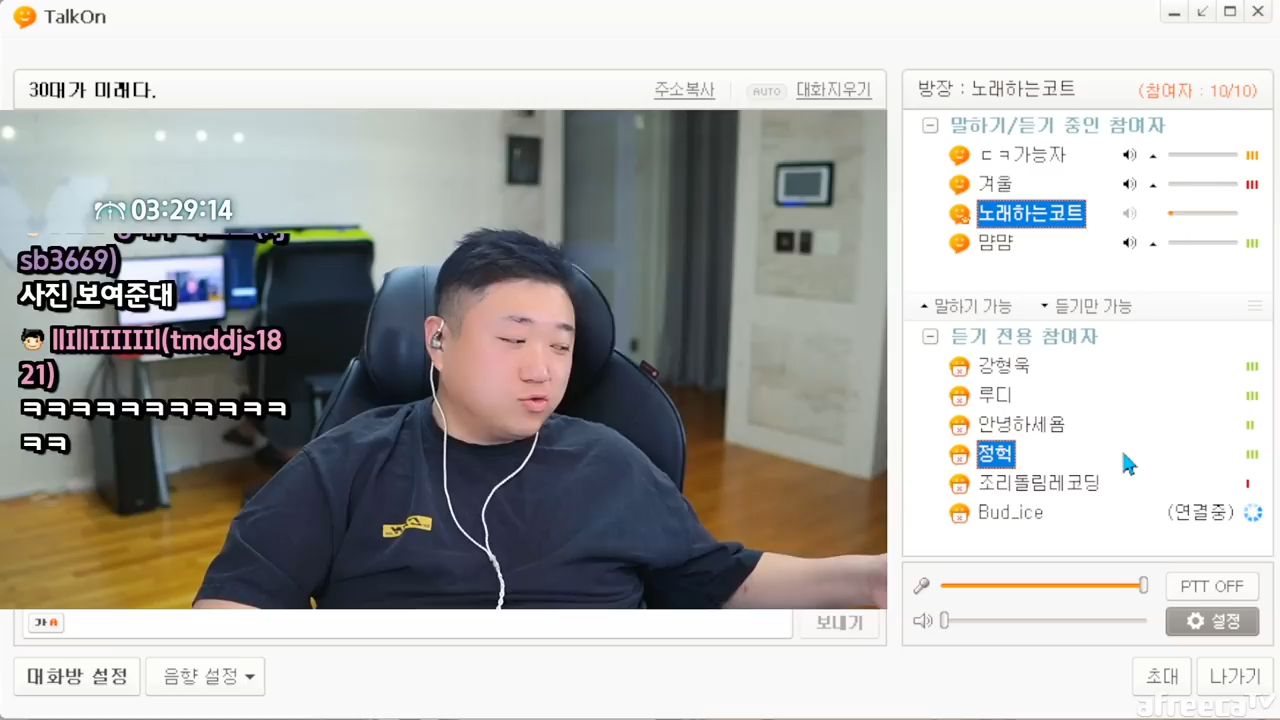 TalkOn
30대가 미래다.
주소복사
AUTO
대화지우기
방장 : 노래하는코트
(참여자 : 10/10)
말하기/듣기 중인 참여자
ㄷㅋ가능자
겨울
노래하는코트
먐먐
말하기 가능
듣기만 가능
듣기 전용 참여자
강형욱
루디
안녕하세욤
정헉
조리돌림레코딩
Bud_ice
(연결중)
03:29:14
sb3669)
사진 보여준대
llIllIIIIIIl(tmddjs18
21)
ㅋㅋㅋㅋㅋㅋㅋㅋㅋㅋㅋ
ㅋㅋ
가A
보내기
PTT OFF
설정
대화방 설정
음향 설정
초대
나가기
afreecaTV